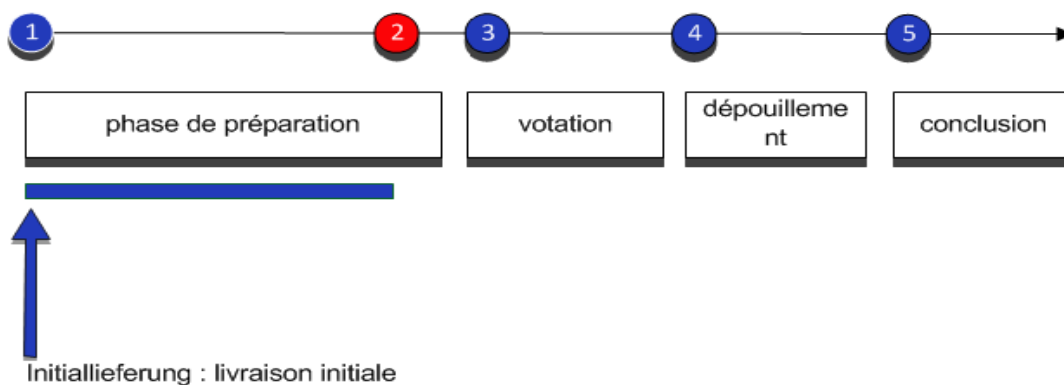 1 2 3 4 5
phase de préparation
votation
dépouilleme
nt
conclusion
Initiallieferung : livraison initiale